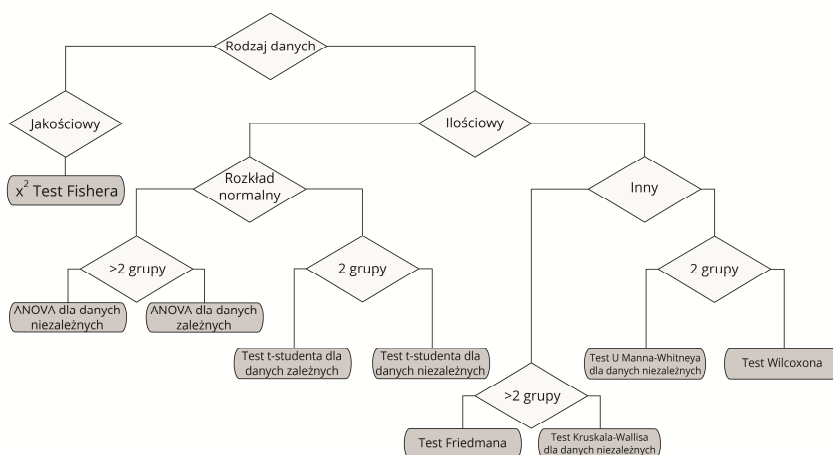 Rodzaj danych
Jakościowy
Ilościowy
x² Test Fishera
Rozkład
normalny
Inny
>2 grupy
2 grupy
2 grupy
ANOVA dla danych
niezależnych
ANOVA dla danych
zależnych
Test t-studenta dla
danych zależnych
Test t-studenta dla
danych niezależnych
Test U Manna-Whitneya
dla danych niezależnych
Test Wilcoxona
>2 grupy
Test Friedmana
Test Kruskala-Wallisa
dla danych niezależnych